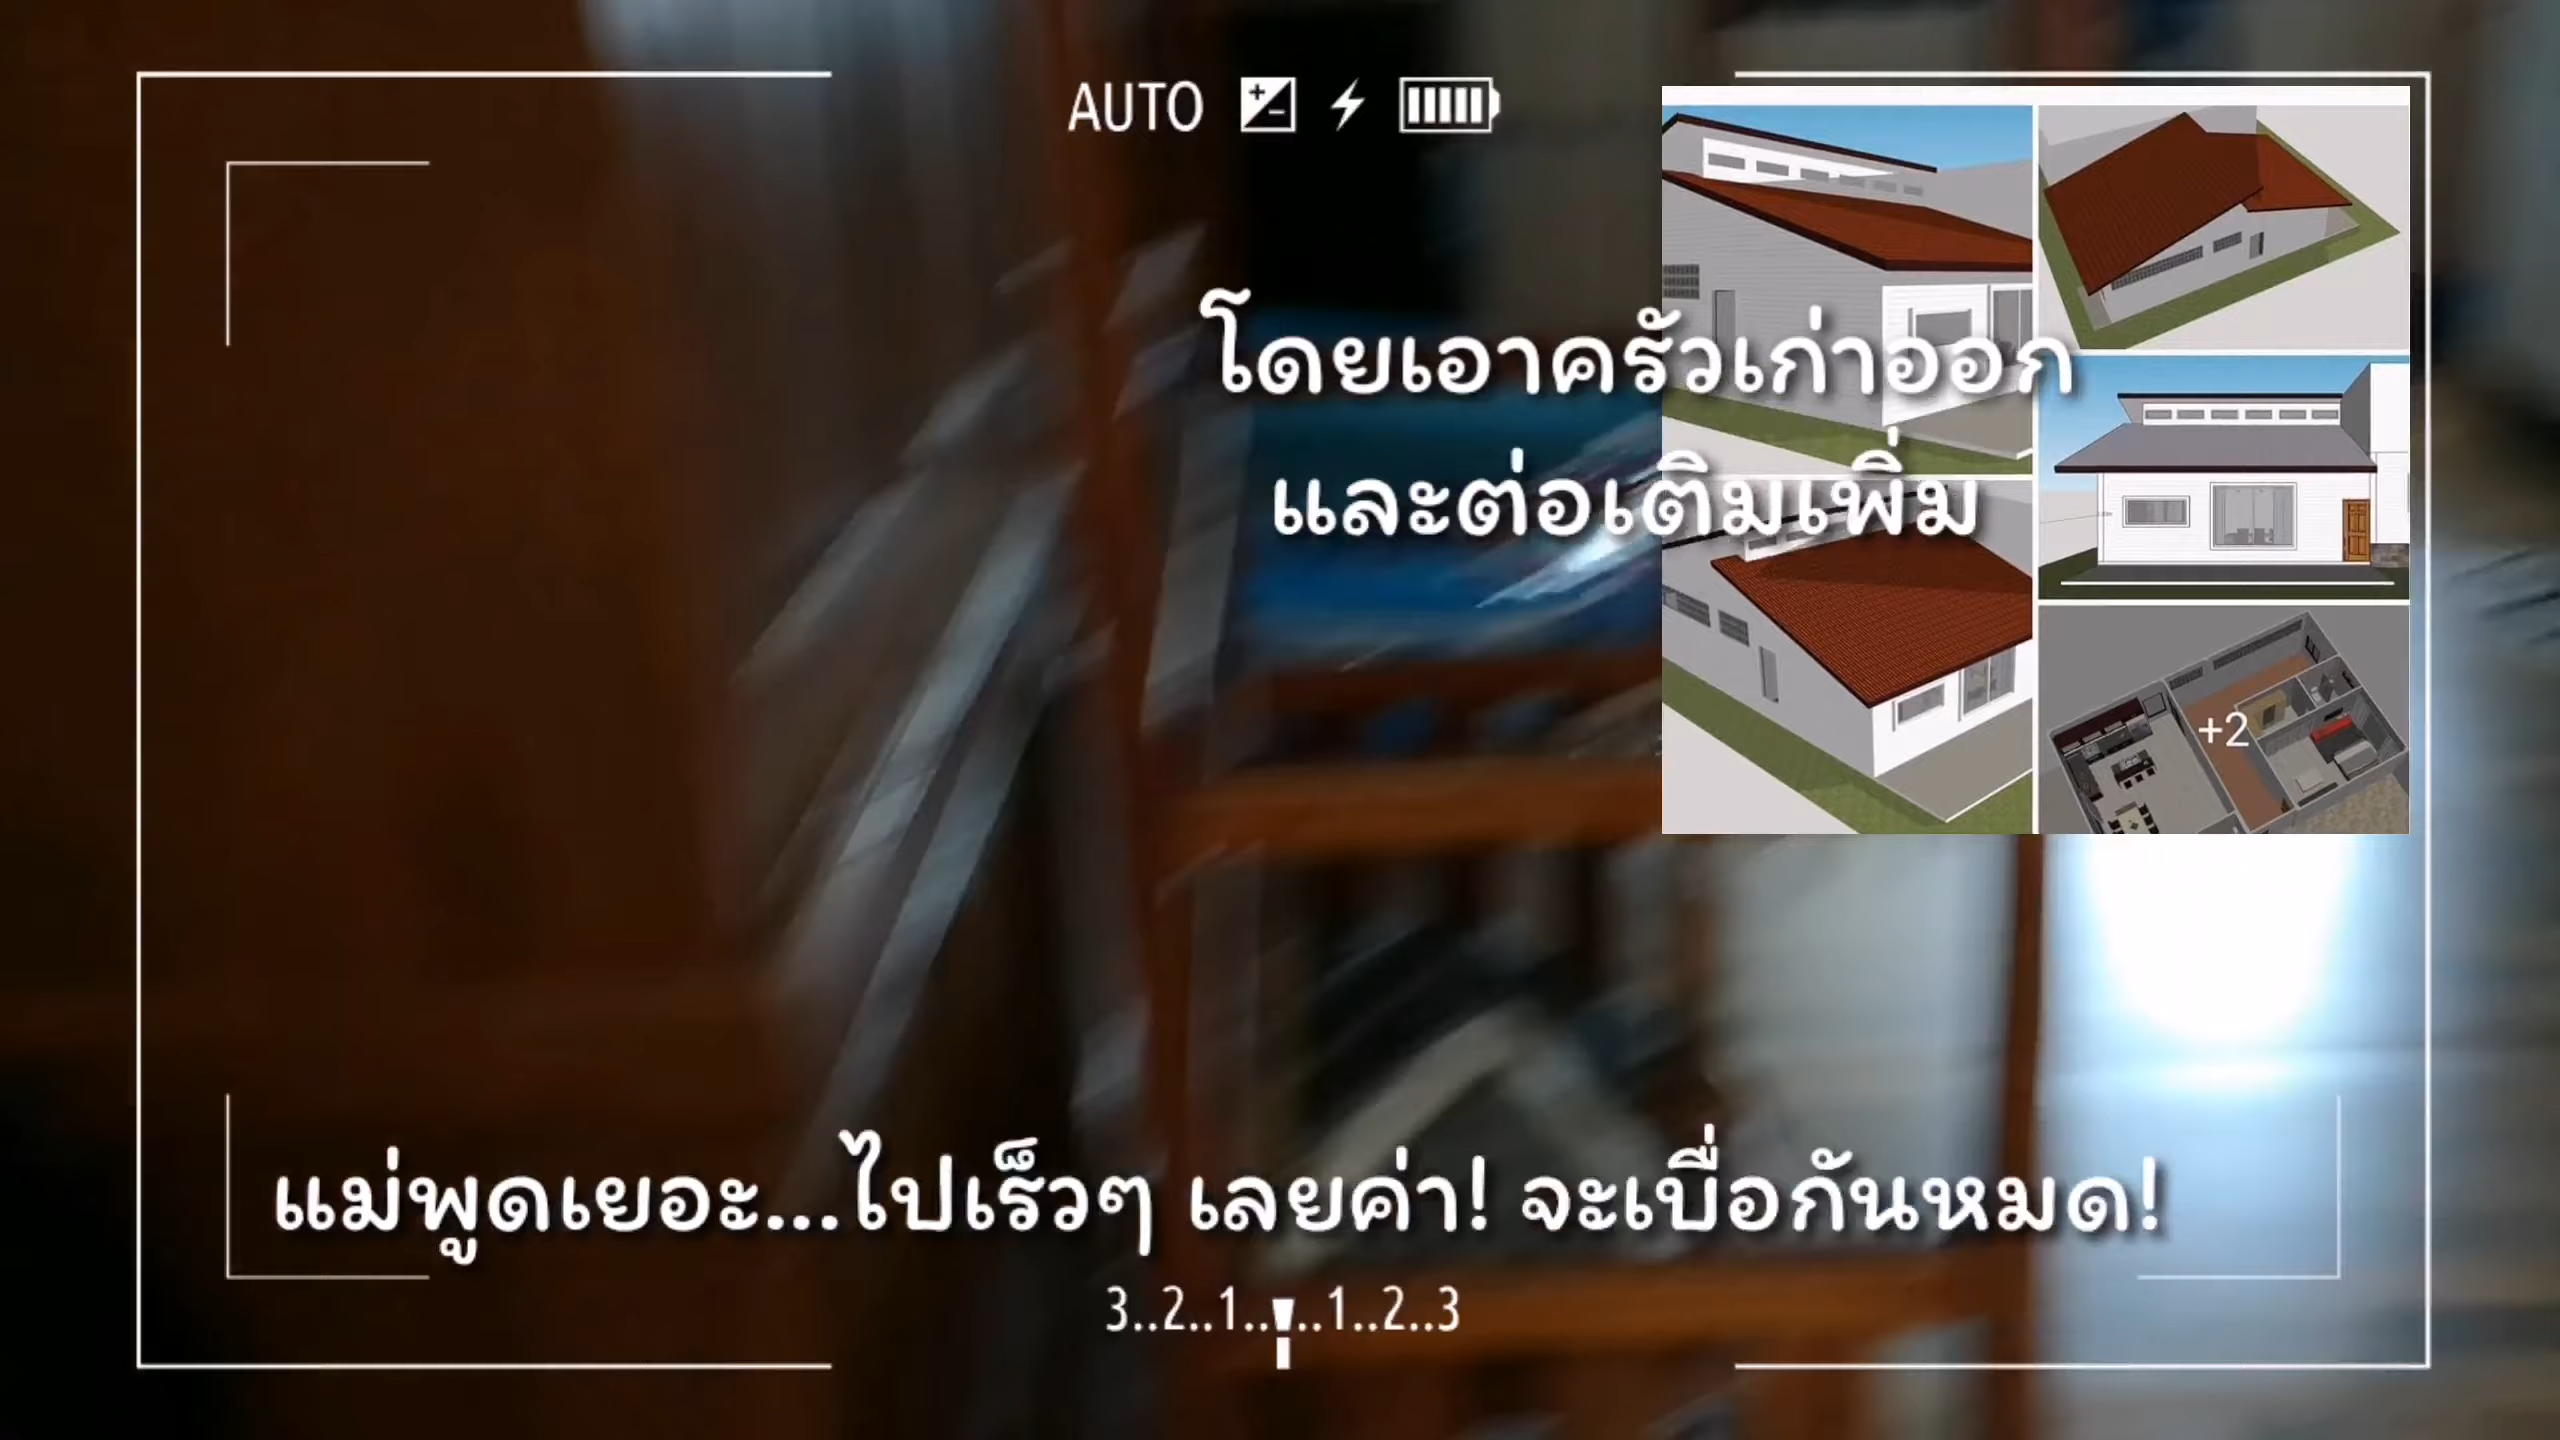 AUTO
โดยเอาครัวเก่าออก
และต่อเติมเพิ่ม
+2
แม่พูดเยอะ...ไปเร็วๆ เลยค่า! จะเบื่อกันหมด!
3..2..1....1..2..3